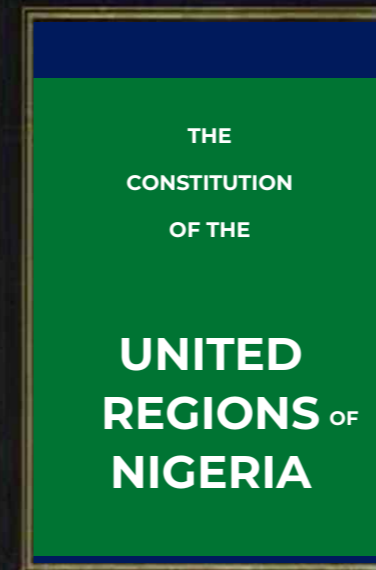 THE
CONSTITUTION
OF THE
UNITED
REGIONS OF
NIGERIA